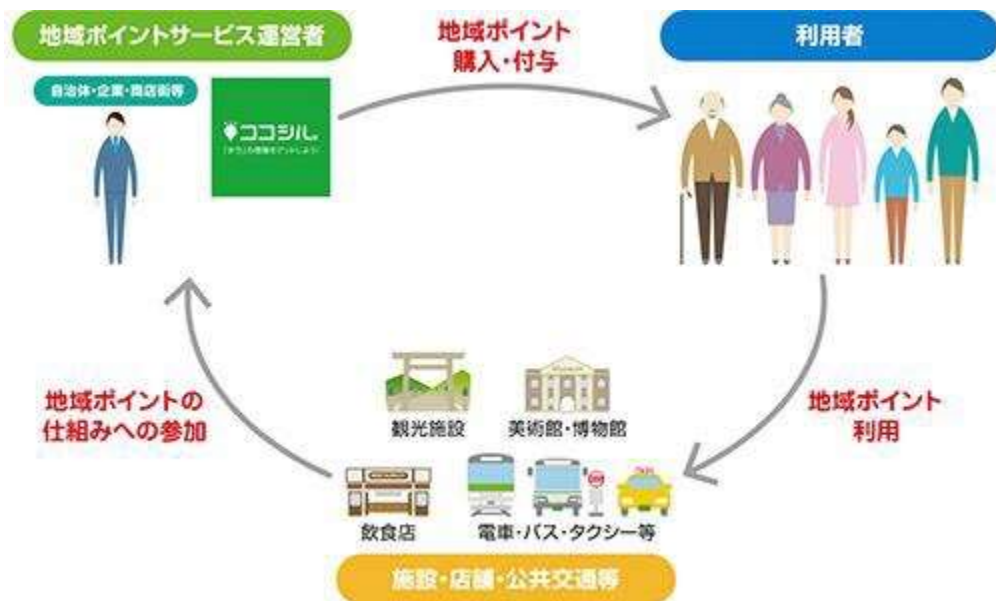 地域ポイントサービス運営者
地域ポイント
購入・付与
利用者
自治体・企業・商店街等
ココシル®
地域ポイントの
仕組みへの参加
観光施設
美術館・博物館
地域ポイント
利用
飲食店
電車・バス・タクシー等
施設・店舗・公共交通等